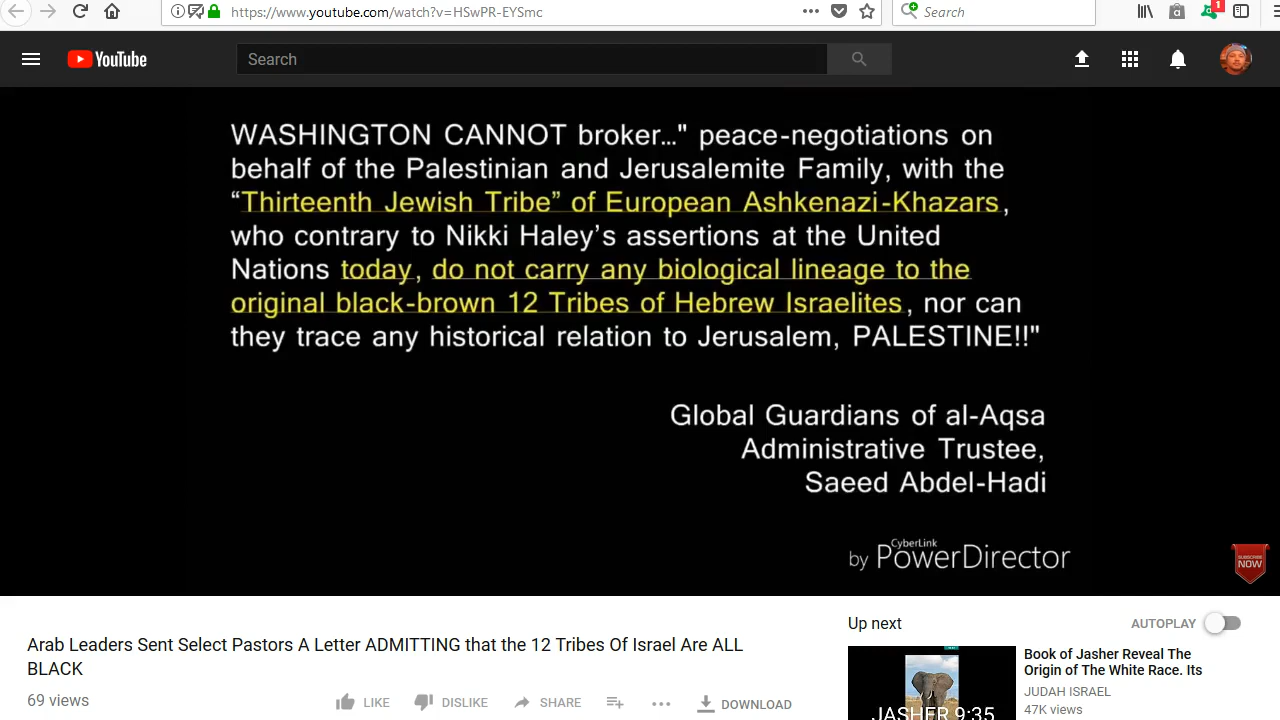 https://www.youtube.com/watch?v=HSwPR-EYSmc
Search
1
YouTube
Search
WASHINGTON CANNOT broker..." peace-negotiations on
behalf of the Palestinian and Jerusalemite Family, with the
“Thirteenth Jewish Tribe” of European Ashkenazi-Khazars,
who contrary to Nikki Haley’s assertions at the United
Nations today, do not carry any biological lineage to the
original black-brown 12 Tribes of Hebrew Israelites, nor can
they trace any historical relation to Jerusalem, PALESTINE!!"
Global Guardians of al-Aqsa
Administrative Trustee,
Saeed Abdel-Hadi
by CyberLink PowerDirector
SUBSCRIBE
NOW
Arab Leaders Sent Select Pastors A Letter ADMITTING that the 12 Tribes Of Israel Are ALL
BLACK
69 views
LIKE
DISLIKE
SHARE
DOWNLOAD
Up next
AUTOPLAY
JASHER 9:35
Book of Jasher Reveal The
Origin of The White Race. Its
JUDAH ISRAEL
47K views